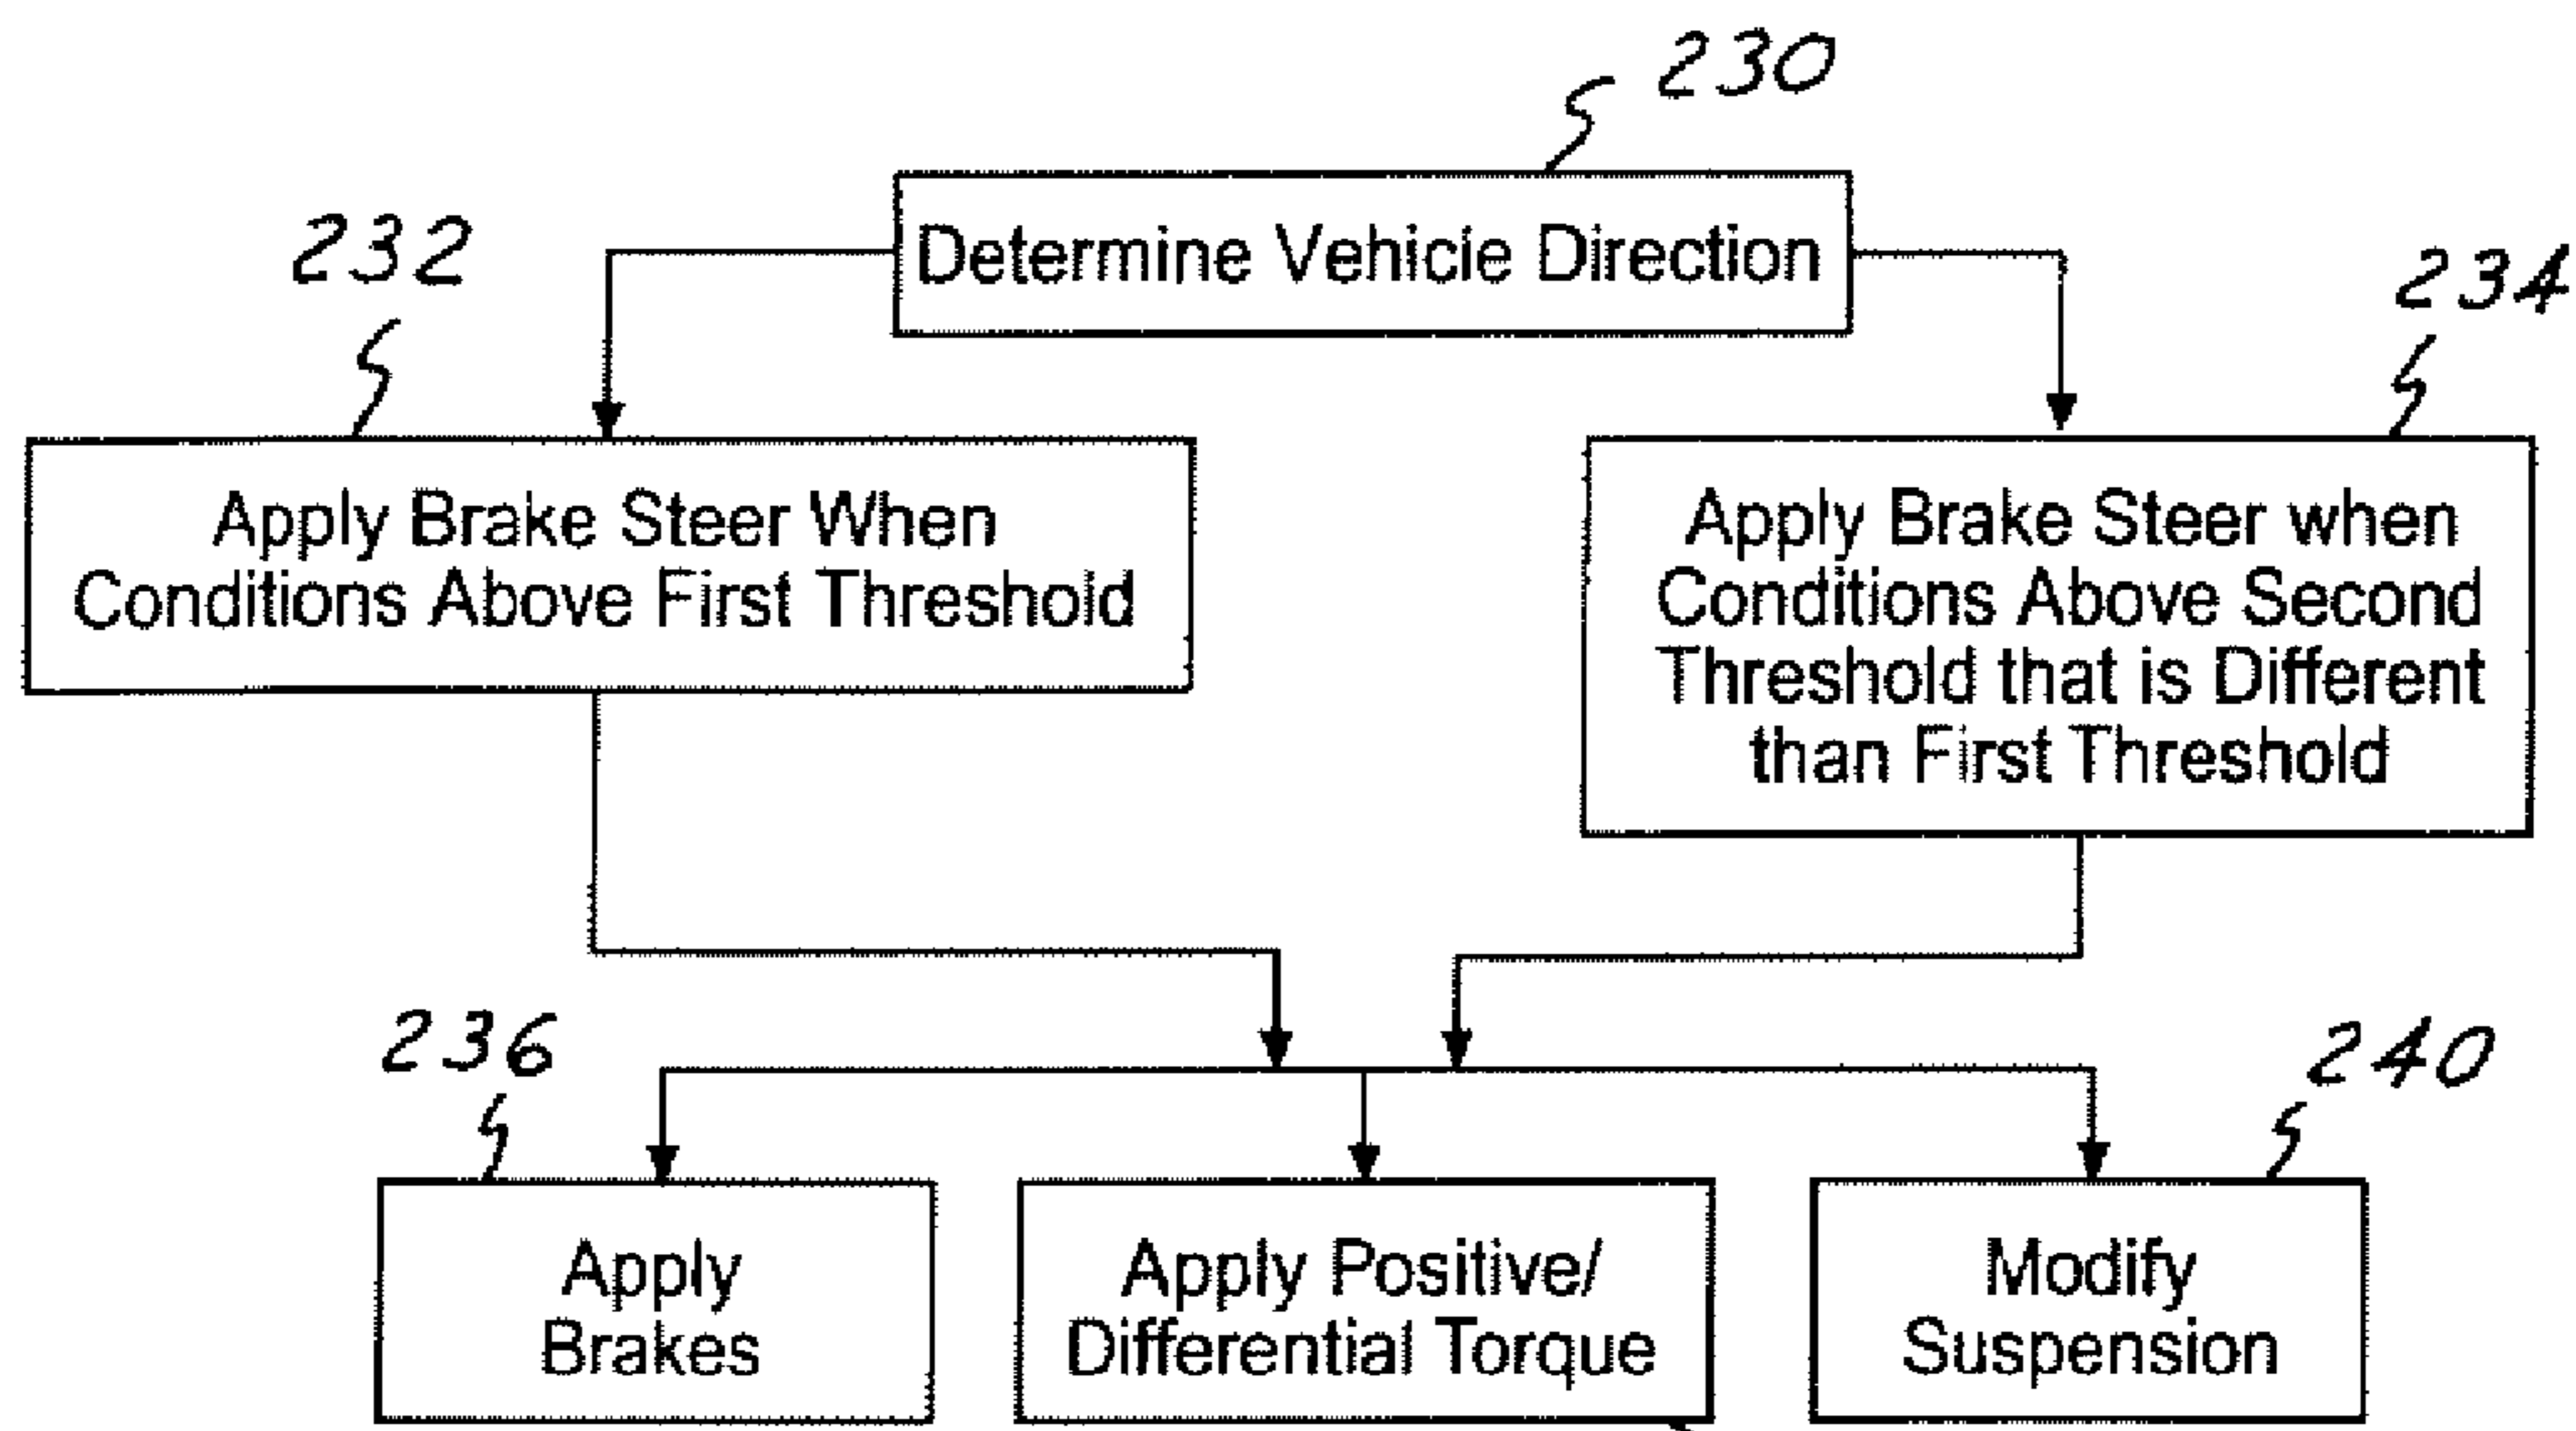 230
Determine Vehicle Direction
232
234
Apply Brake Steer When
Conditions Above First Threshold
Apply Brake Steer when
Conditions Above Second
Threshold that is Different
than First Threshold
236
240
Apply
Brakes
Apply Positive/
Differential Torque
Modify
Suspension